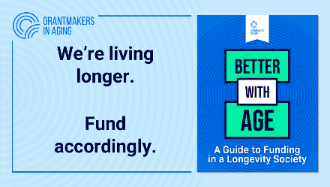 GRANTMAKERS
IN AGING
We're living
longer.
Fund
accordingly.
BETTER
WITH
AGE
A Guide to Funding
in a Longevity Society